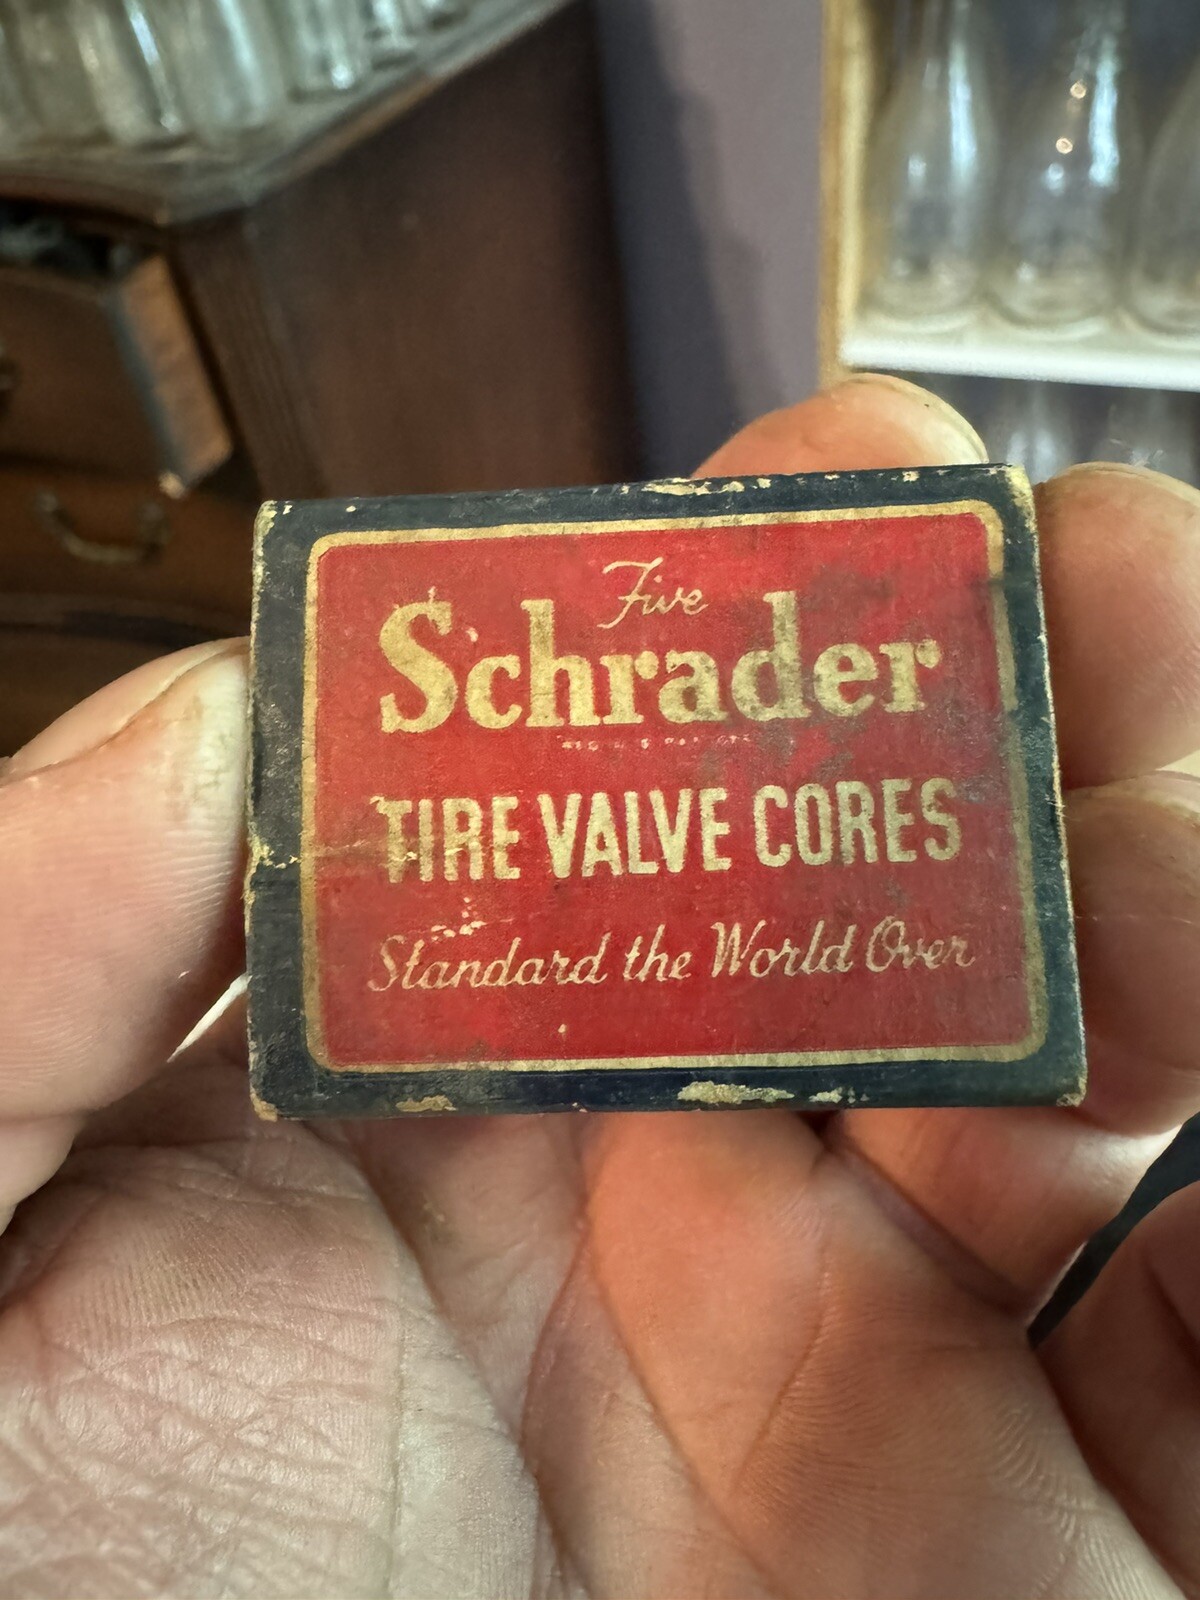 Five
Schrader
TIRE VALVE CORES
Standard the World Over